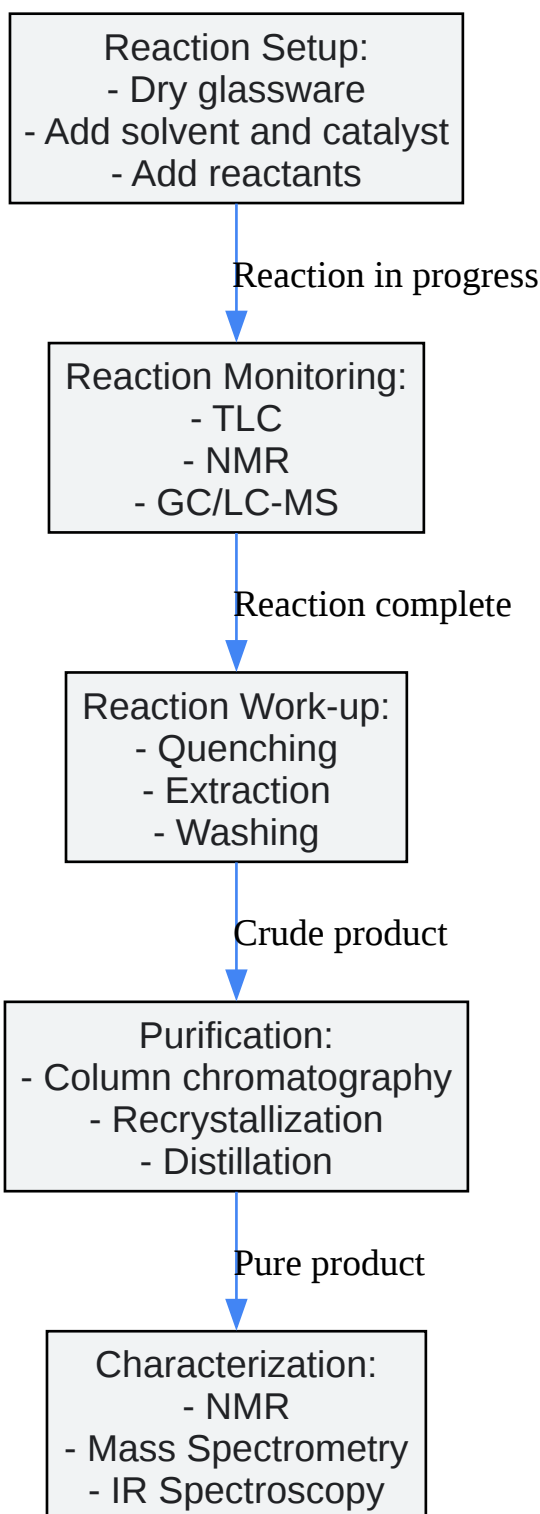 Reaction Setup:
- Dry glassware
- Add solvent and catalyst
- Add reactants
Reaction in progress
Reaction Monitoring:
- TLC
- NMR
- GC/LC-MS
Reaction complete
Reaction Work-up:
- Quenching
- Extraction
- Washing
Crude product
Purification:
- Column chromatography
- Recrystallization
- Distillation
Pure product
Characterization:
- NMR
- Mass Spectrometry
- IR Spectroscopy